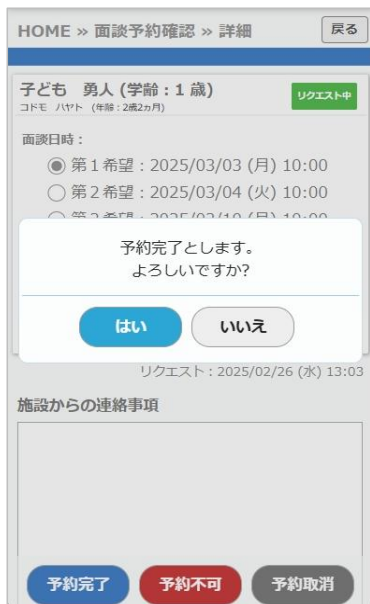 HOME » 面談予約確認 » 詳細
戻る
子ども 勇人 (学齢：1 歳)
コドモ ハヤト (年齢：2歳2ヵ月)
リクエスト中
面談日時：
第1希望：2025/03/03 (月) 10:00
第2希望：2025/03/04 (火) 10:00
予約完了とします。
よろしいですか?
はい
いいえ
リクエスト：2025/02/26 (水) 13:03
施設からの連絡事項
予約完了
予約不可
予約取消